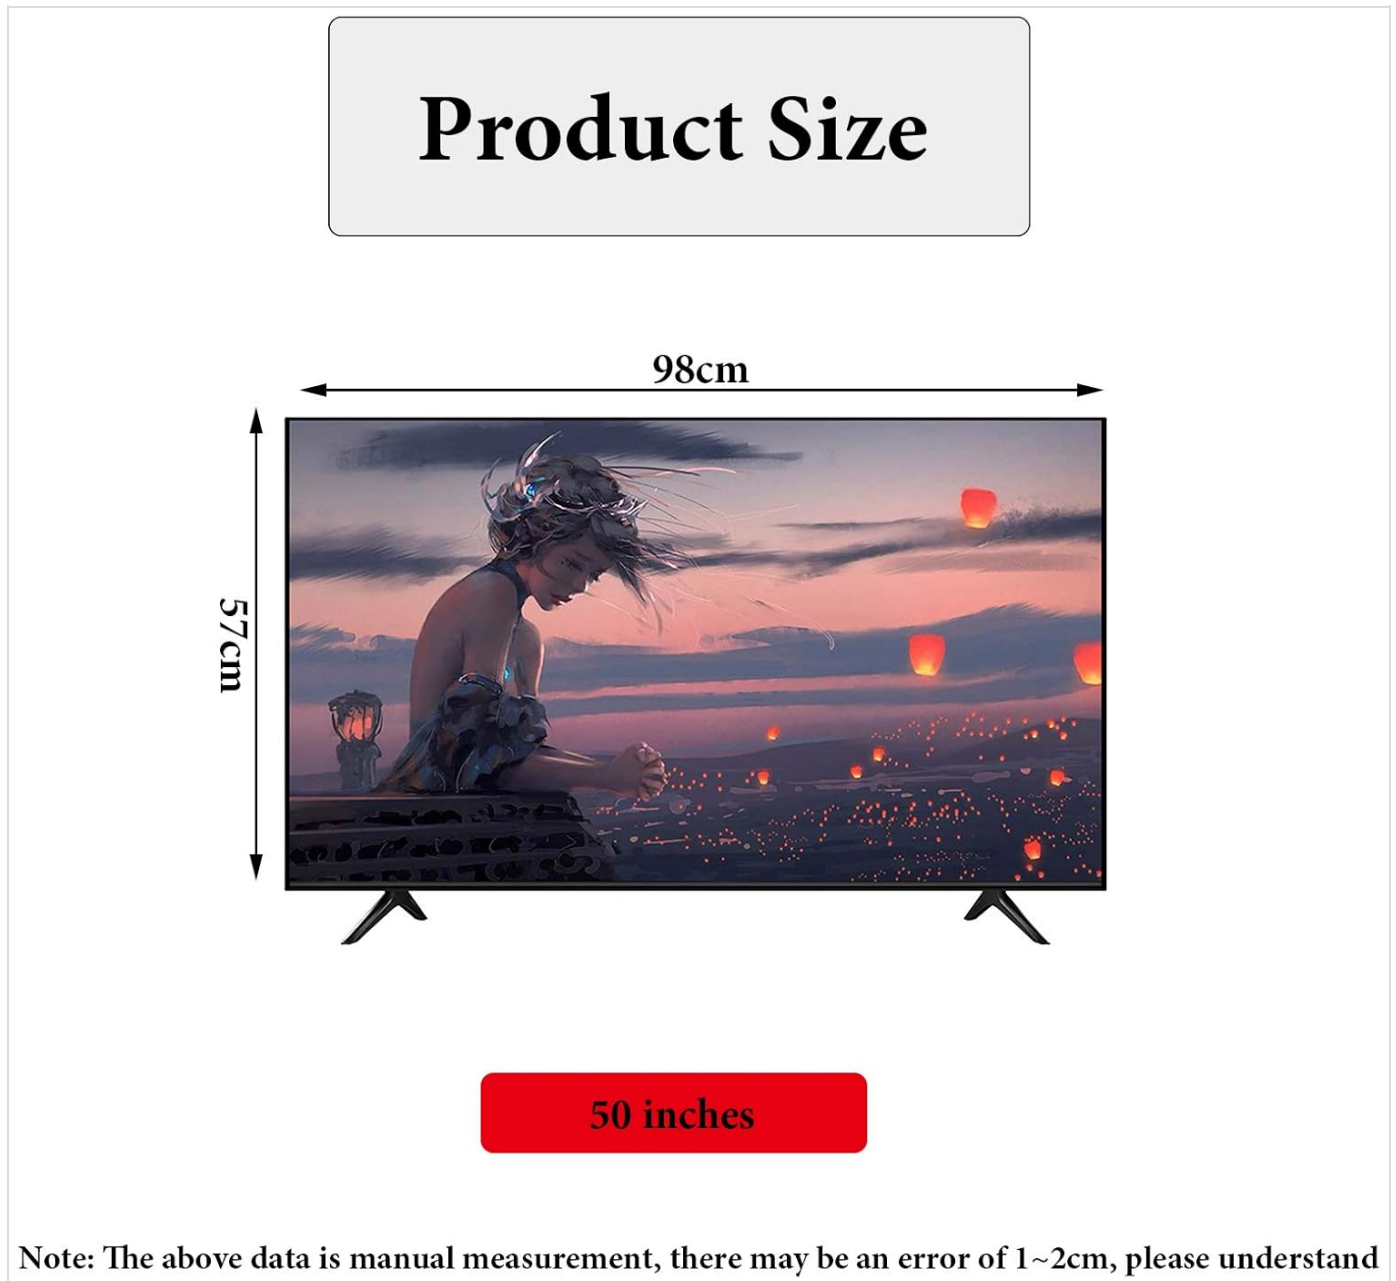 Product Size
98cm
57cm
50 inches
Note: The above data is manual measurement, there may be an error of 1~2cm, please understand